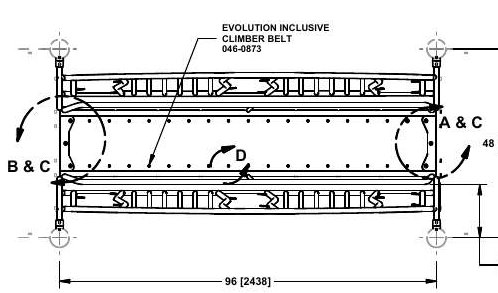 EVOLUTION INCLUSIVE
CLIMBER BELT
046-0873
A & C
48
D
B & C
96 [2438]